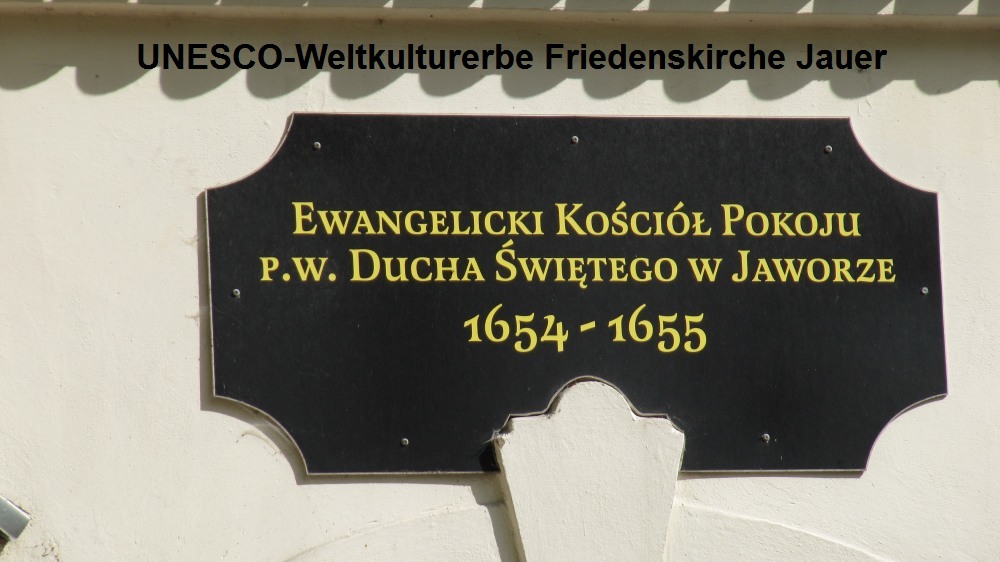 UNESCO-Weltkulturerbe Friedenskirche Jauer
Ewangelicki Kościół Pokoju
p.w. Ducha Świętego w Jaworze
1654 - 1655